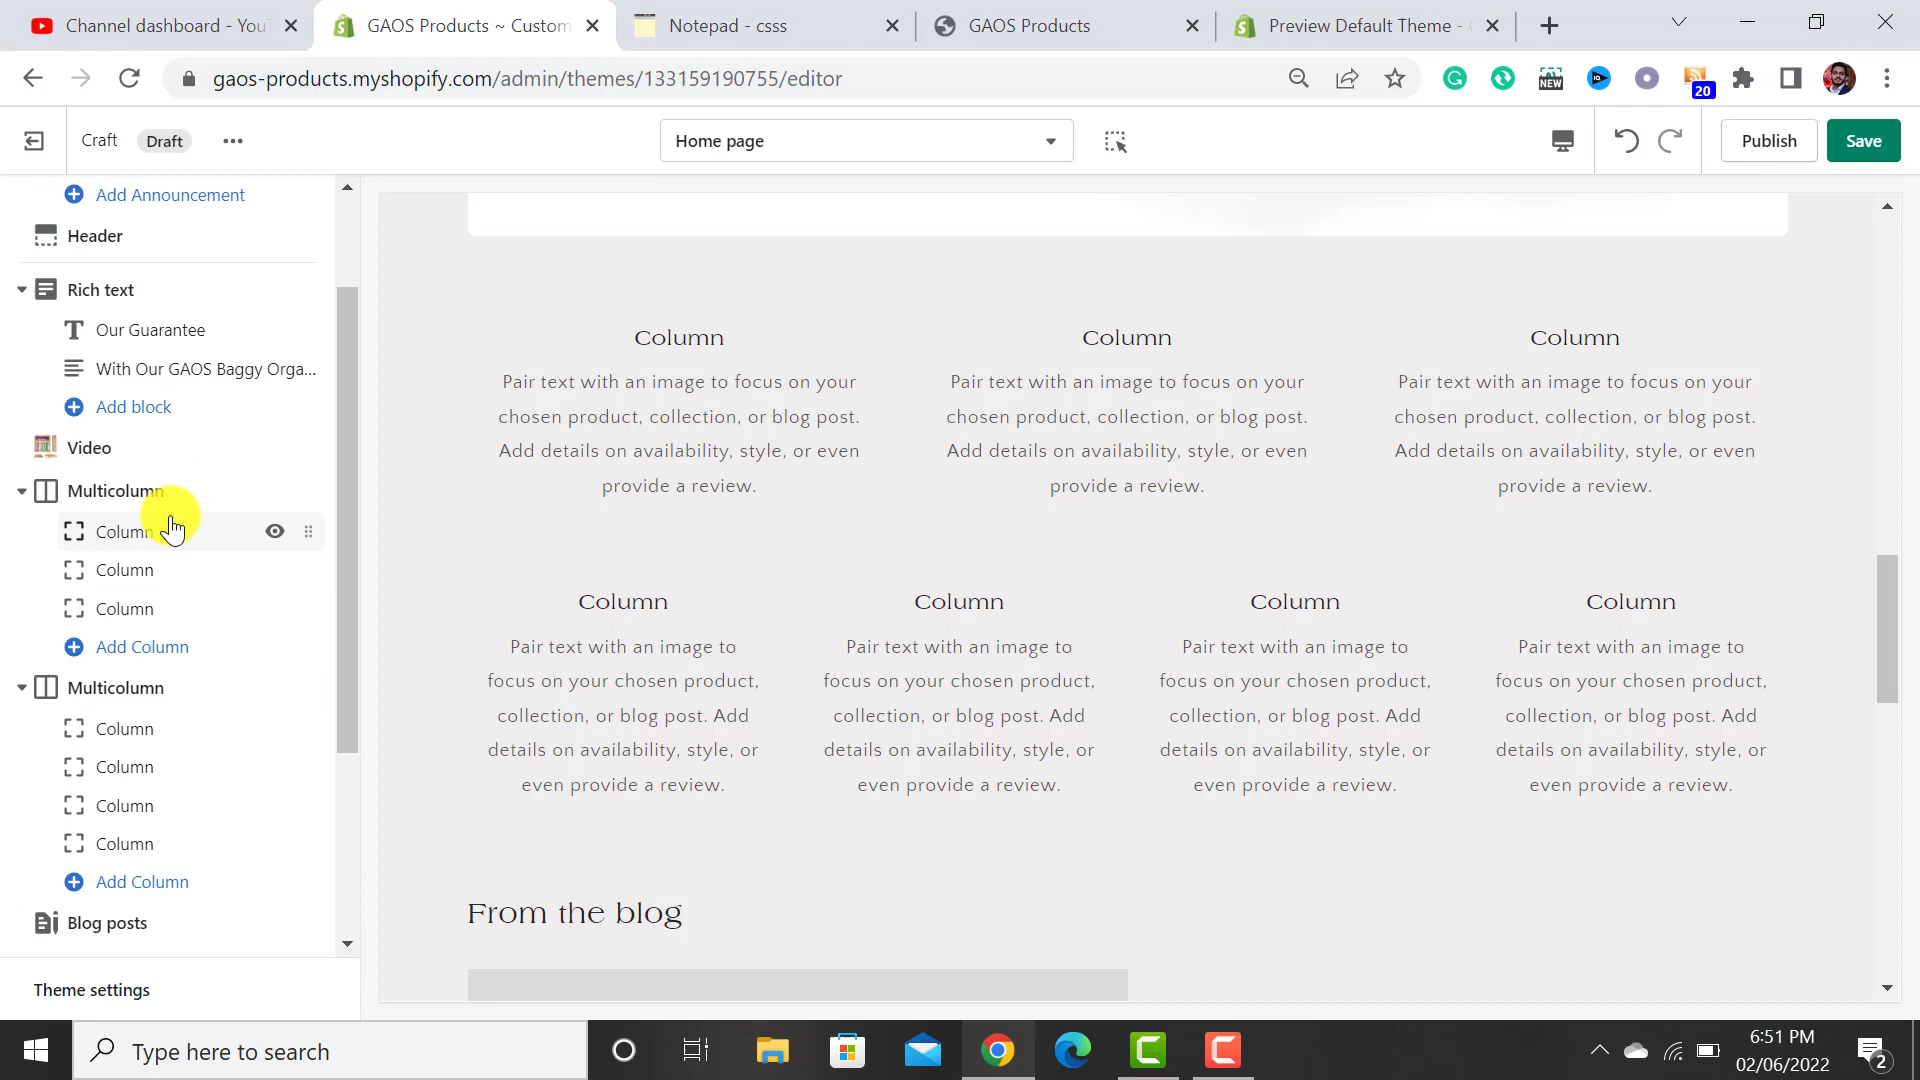 Channel dashboard - You
GAOS Products ~ Custom
Notepad - csss
GAOS Products
Preview Default Theme -
gaos-products.myshopify.com/admin/themes/133159190755/editor
NEW
20
Craft
Draft
Home page
Publish
Save
Add Announcement
Header
Rich text
Our Guarantee
With Our GAOS Baggy Orga...
Add block
Video
Multicolumn
Column
Column
Column
Add Column
Multicolumn
Column
Column
Column
Column
Add Column
Blog posts
Theme settings
Column
Pair text with an image to focus on your
chosen product, collection, or blog post.
Add details on availability, style, or even
provide a review.
Column
Pair text with an image to focus on your
chosen product, collection, or blog post.
Add details on availability, style, or even
provide a review.
Column
Pair text with an image to focus on your
chosen product, collection, or blog post.
Add details on availability, style, or even
provide a review.
Column
Pair text with an image to
focus on your chosen product,
collection, or blog post. Add
details on availability, style, or
even provide a review.
Column
Pair text with an image to
focus on your chosen product,
collection, or blog post. Add
details on availability, style, or
even provide a review.
Column
Pair text with an image to
focus on your chosen product,
collection, or blog post. Add
details on availability, style, or
even provide a review.
Column
Pair text with an image to
focus on your chosen product,
collection, or blog post. Add
details on availability, style, or
even provide a review.
From the blog
Type here to search
6:51 PM
02/06/2022
2